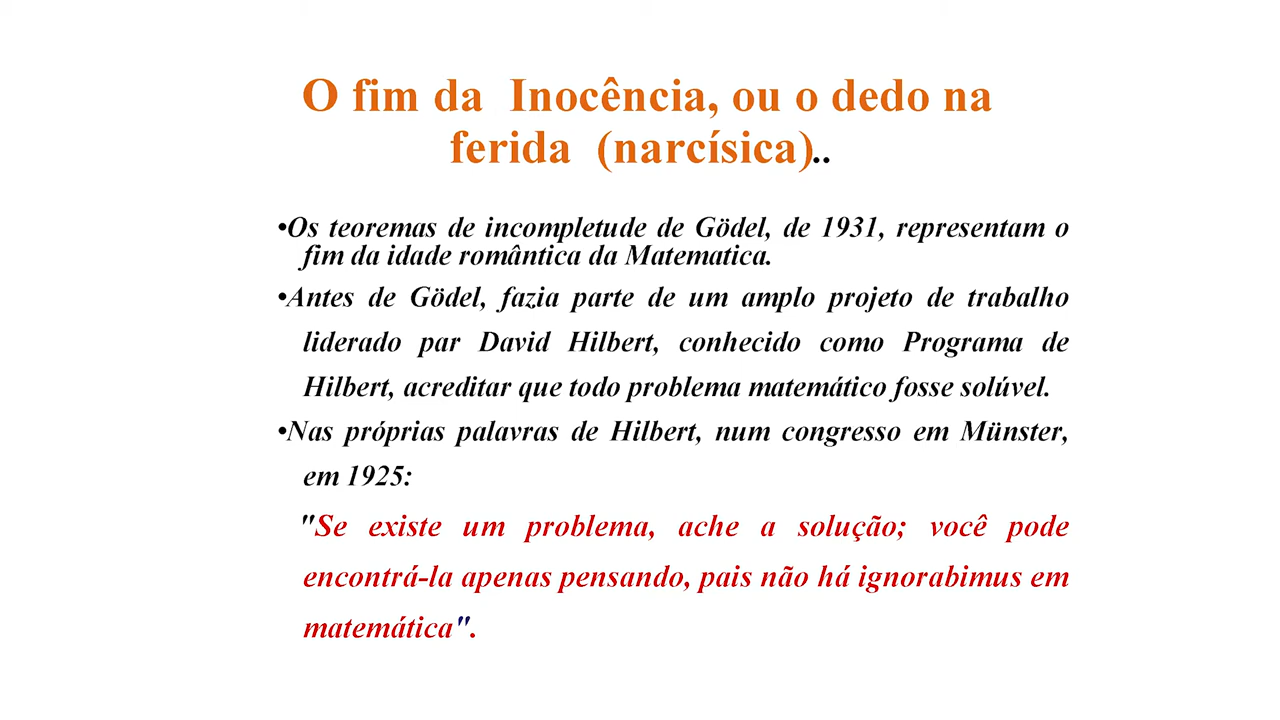 O fim da Inocência, ou o dedo na
ferida (narcísica)..
•Os teoremas de incompletude de Gödel, de 1931, representam o
fim da idade romântica da Matematica.
•Antes de Gödel, fazia parte de um amplo projeto de trabalho
liderado par David Hilbert, conhecido como Programa de
Hilbert, acreditar que todo problema matemático fosse solúvel.
•Nas próprias palavras de Hilbert, num congresso em Münster,
em 1925:
"Se existe um problema, ache a solução; você pode
encontrá-la apenas pensando, pais não há ignorabimus em
matemática".